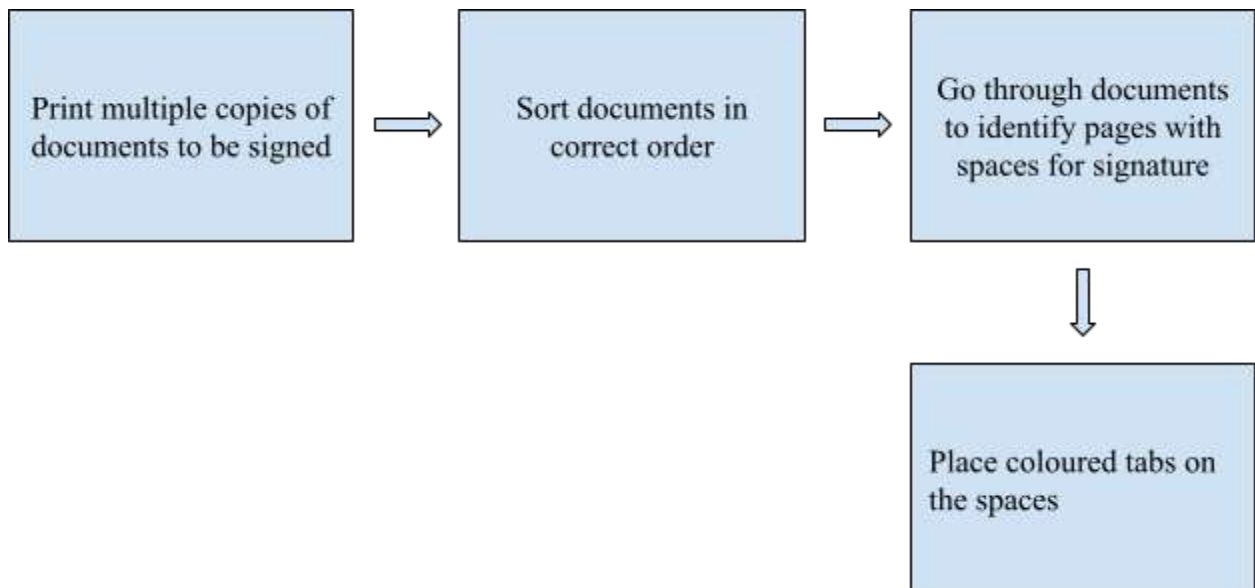 Print multiple copies of
documents to be signed
Sort documents in
correct order
Go through documents
to identify pages with
spaces for signature
Place coloured tabs on
the spaces